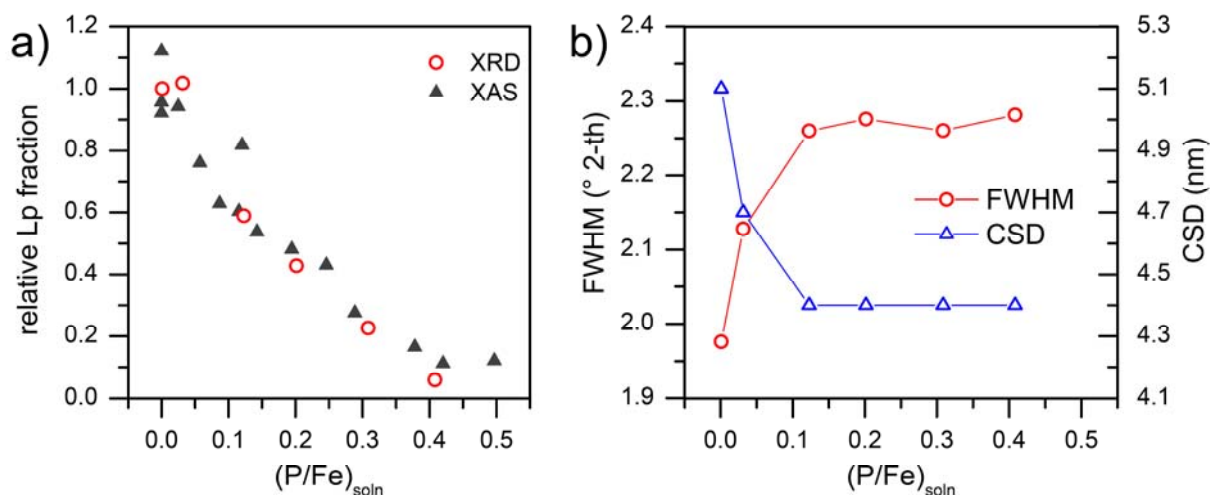 a)
XRD
XAS
relative Lp fraction
1.2
1.0
0.8
0.6
0.4
0.2
0.0
0.0 0.1 0.2 0.3 0.4 0.5
(P/Fe)soln
b)
FWHM (° 2-th)
2.4
2.3
2.2
2.1
2.0
1.9
FWHM
CSD
5.3
5.1
4.9
4.7
4.5
4.3
4.1
CSD (nm)
0.0 0.1 0.2 0.3 0.4 0.5
(P/Fe)soln